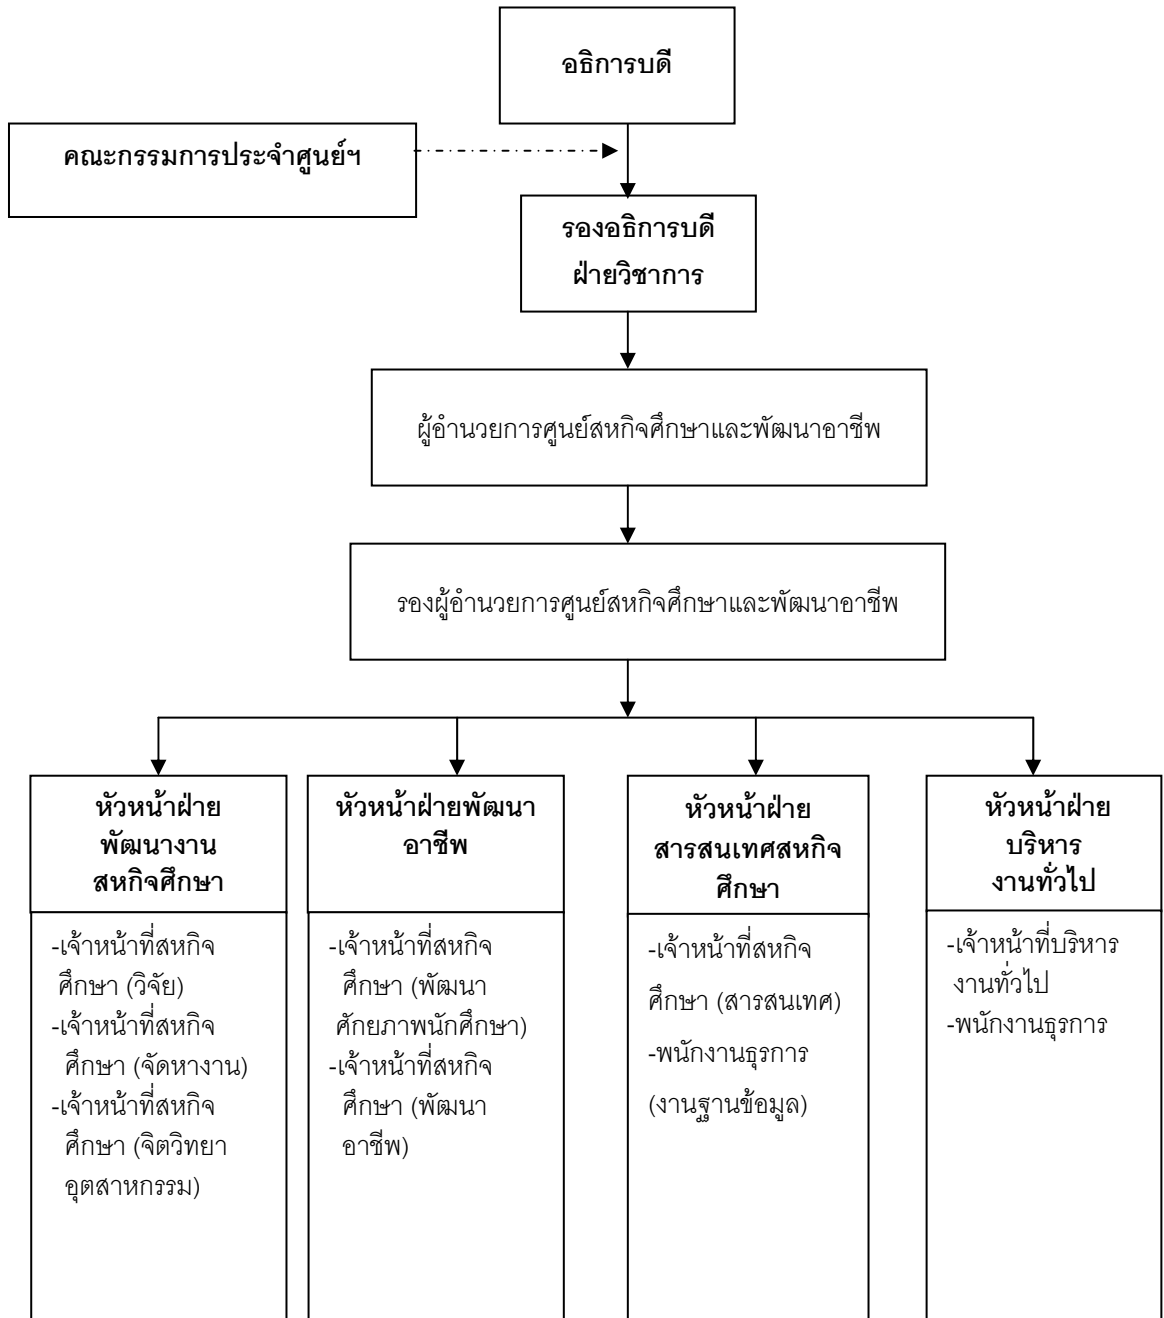 อธิการบดี
คณะกรรมการประจำศูนย์ฯ
รองอธิการบดี
ฝ่ายวิชาการ
ผู้อำนวยการศูนย์สหกิจศึกษาและพัฒนาอาชีพ
รองผู้อำนวยการศูนย์สหกิจศึกษาและพัฒนาอาชีพ
หัวหน้าฝ่าย
พัฒนางาน
สหกิจศึกษา
-เจ้าหน้าที่สหกิจ
ศึกษา (วิจัย)
-เจ้าหน้าที่สหกิจ
ศึกษา (จัดหางาน)
-เจ้าหน้าที่สหกิจ
ศึกษา (จิตวิทยา
อุตสาหกรรม)
หัวหน้าฝ่ายพัฒนา
อาชีพ
-เจ้าหน้าที่สหกิจ
ศึกษา (พัฒนา
ศักยภาพนักศึกษา)
-เจ้าหน้าที่สหกิจ
ศึกษา (พัฒนา
อาชีพ)
หัวหน้าฝ่าย
สารสนเทศสหกิจ
ศึกษา
-เจ้าหน้าที่สหกิจ
ศึกษา (สารสนเทศ)
-พนักงานธุรการ
(งานฐานข้อมูล)
หัวหน้าฝ่าย
บริหาร
งานทั่วไป
-เจ้าหน้าที่บริหาร
งานทั่วไป
-พนักงานธุรการ